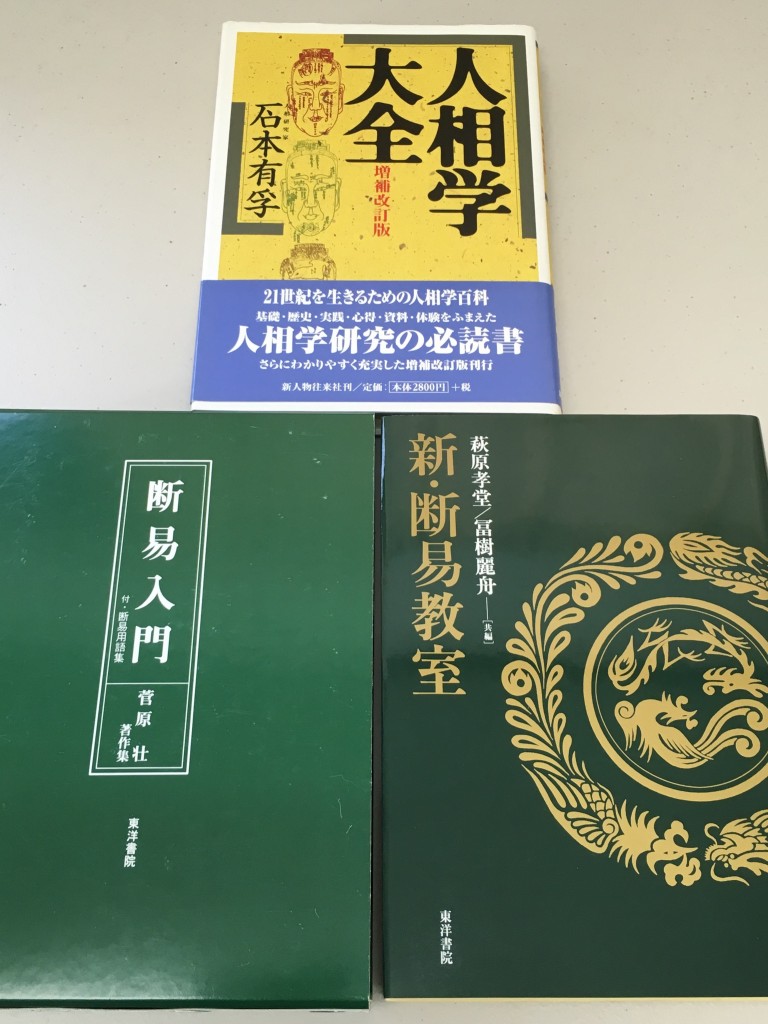 人相学
大全
増補改訂版
石本有孚
21世紀を生きるための人相学百科
基礎・歴史・実践・心得・資料・体験をふまえた
人相学研究の必読書
さらにわかりやすく充実した増補改訂版刊行
新人物往来社刊／定価：本体2800円＋税
断易入門
付・断易用語集
菅原壮
著作集
東洋書院
萩原孝堂／冨樹麗舟──[共編]
新・断易教室
東洋書院